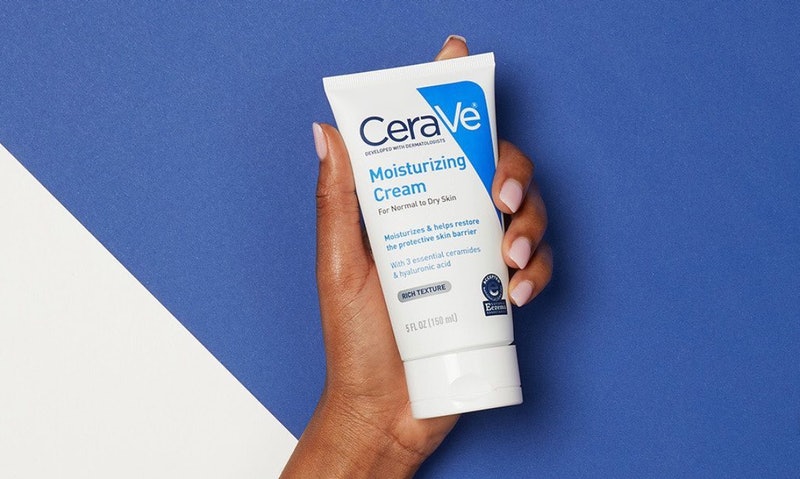 CeraVe®
DEVELOPED WITH DERMATOLOGISTS
Moisturizing
Cream
For Normal to Dry Skin
Moisturizes & helps restore
the protective skin barrier
With 3 essential ceramides
& hyaluronic acid
RICH TEXTURE
Eczema
5 FL OZ (150 ml)